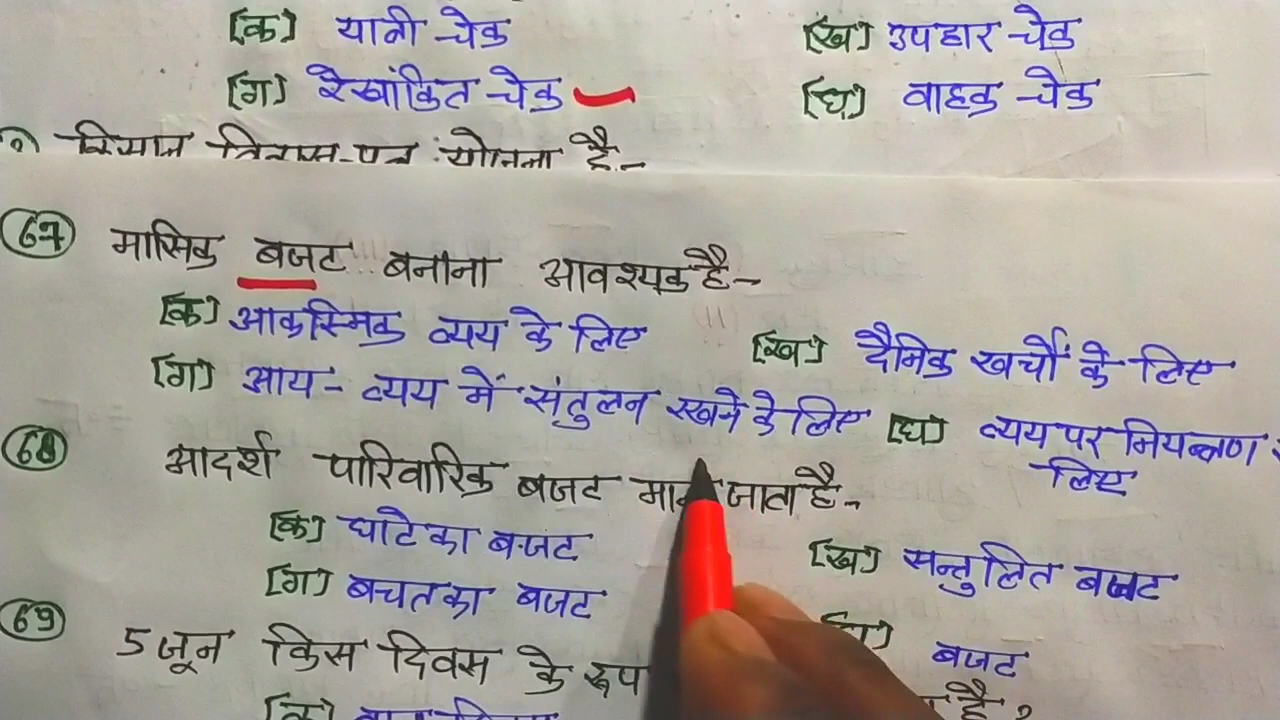 [क] यात्री चेक [ख] उपहार चेक
[ग] रेखांकित चेक [घ] वाहक चेक
है:-
67 मासिक बजट बनाना आवश्यक है-
[क] आकस्मिक व्यय के लिए [ख] दैनिक खर्चों के लिए
[ग] आय-व्यय में संतुलन रखने के लिए [घ] व्यय पर नियन्त्रण
लिए
68 आदर्श पारिवारिक बजट माना जाता है-
[क] घाटे का बजट [ख] सन्तुलित बजट
[ग] बचत का बजट बजट
69 5 जून किस दिवस के रूप है?
[क]